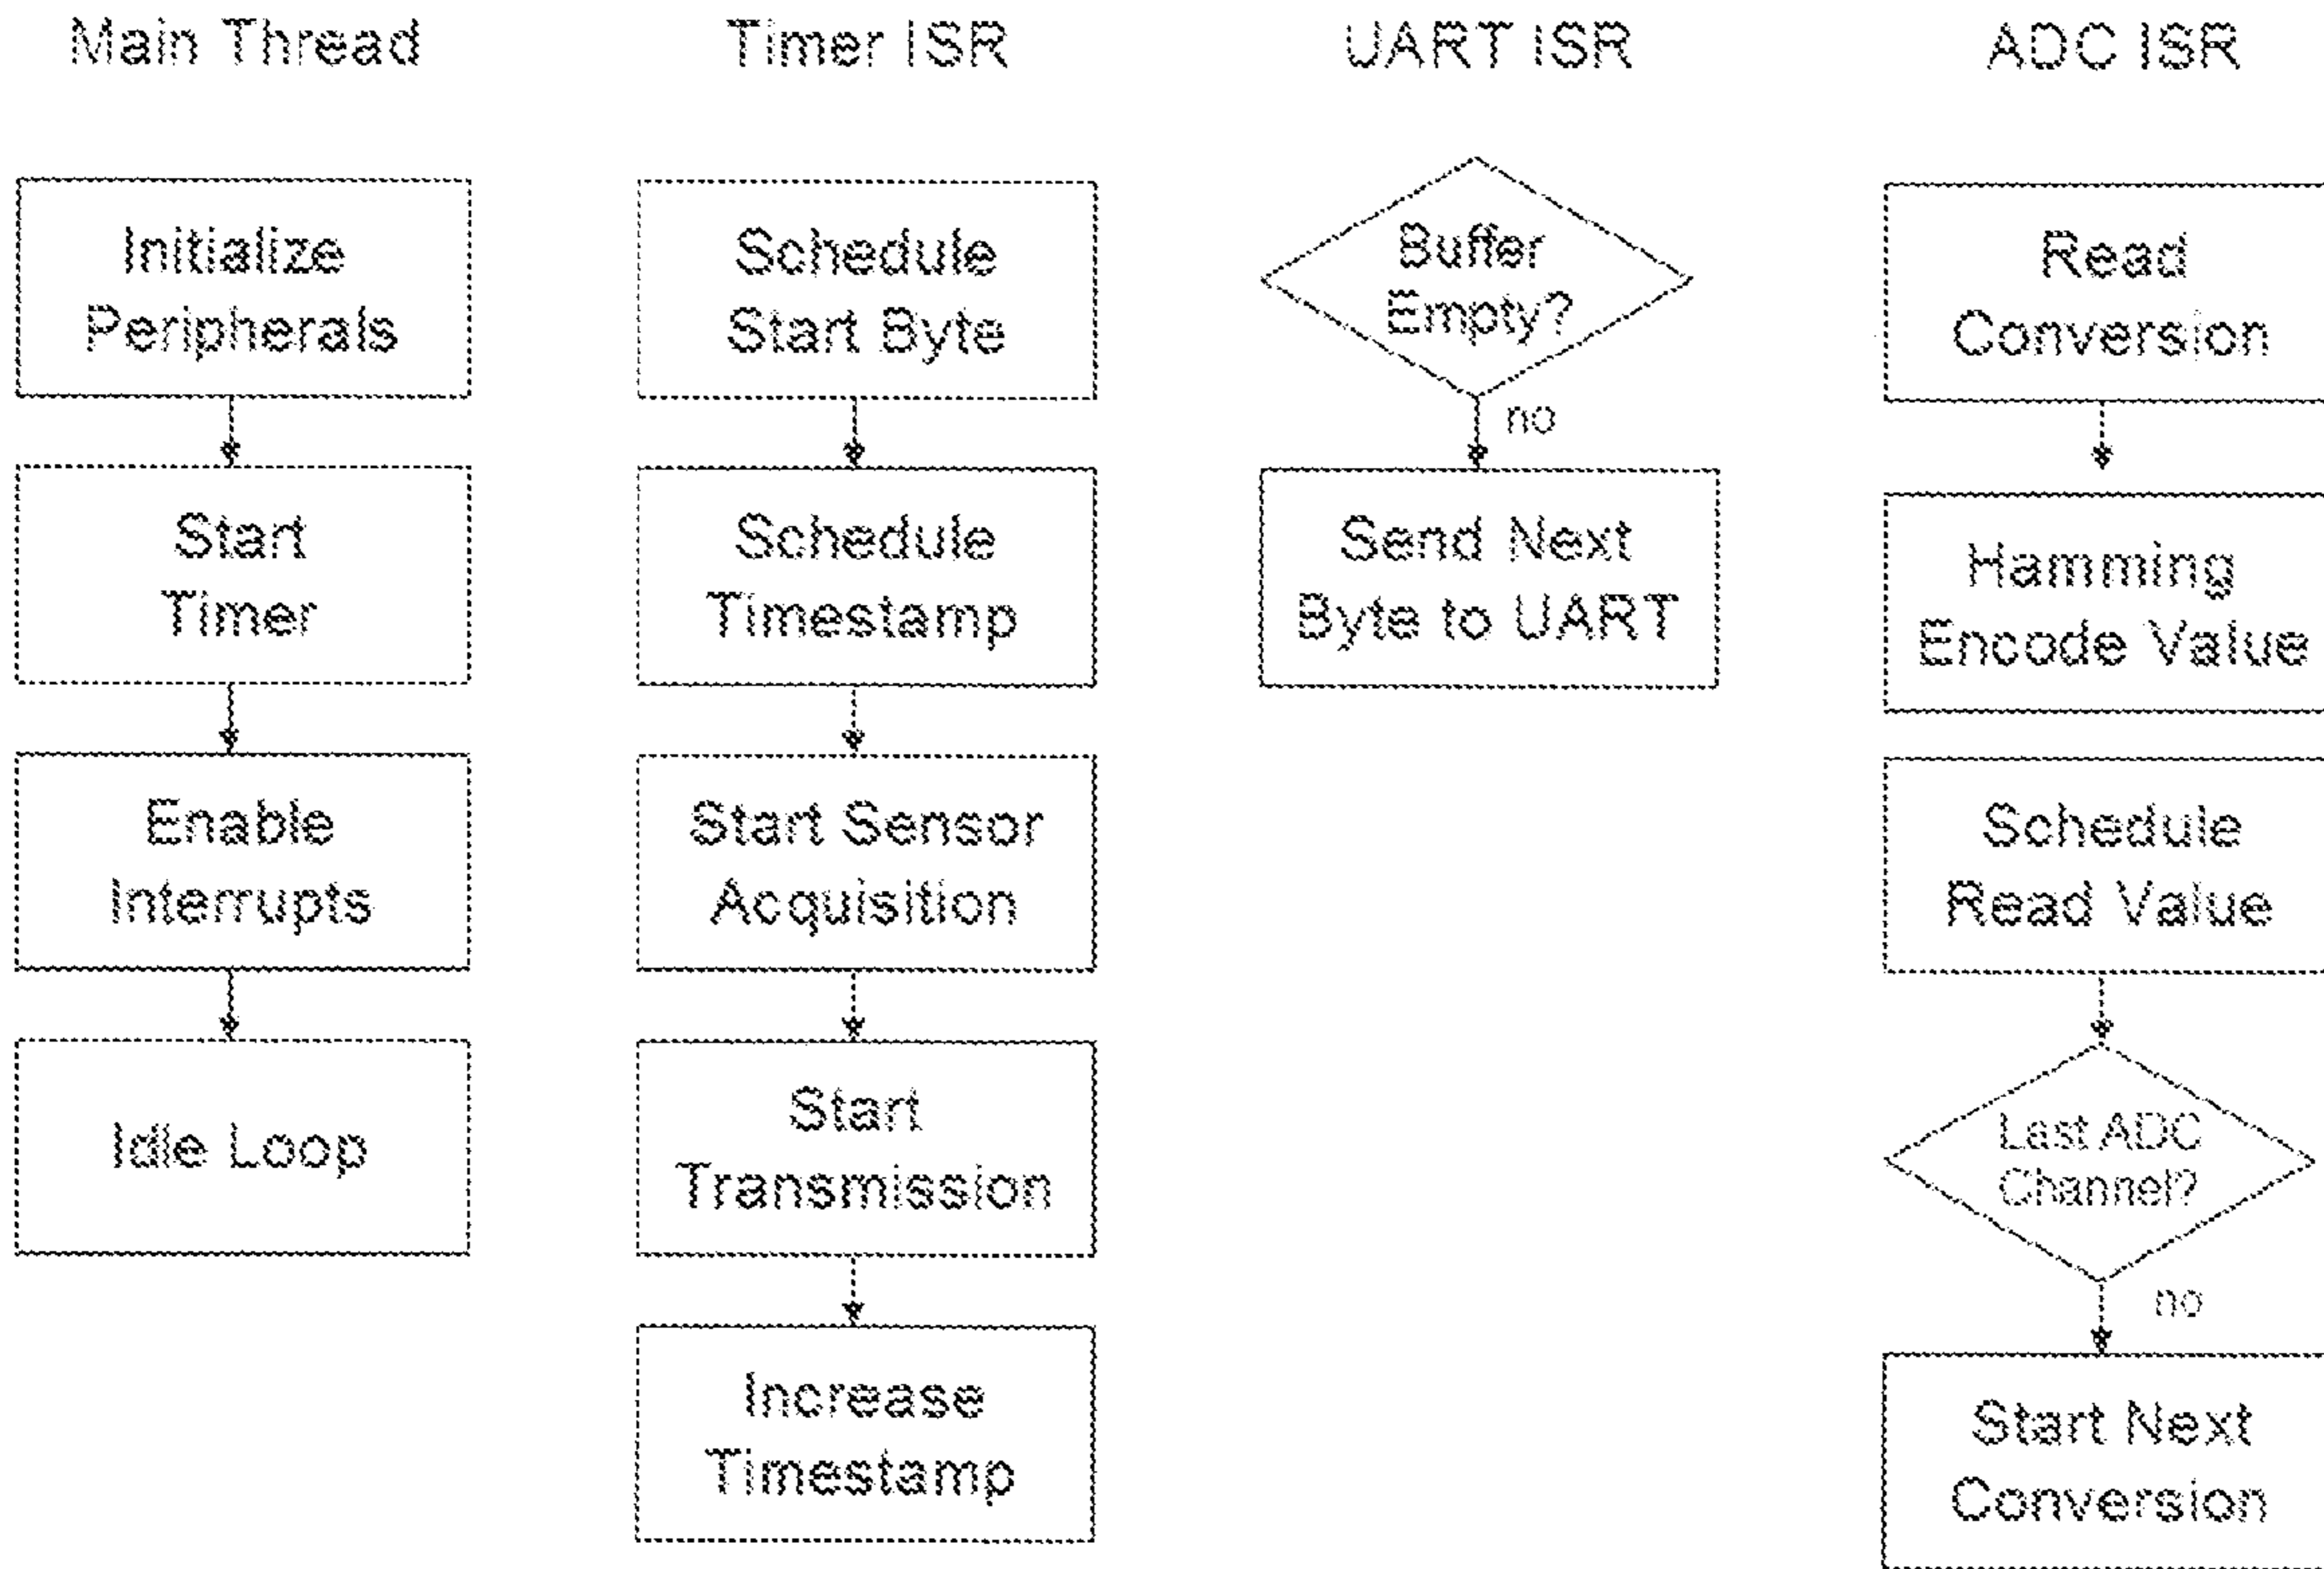 Main Thread
Initialize
Peripherals
Start
Timer
Enable
Interrupts
Idle Loop
Timer ISR
Schedule
Start Byte
Schedule
Timestamp
Start Sensor
Acquisition
Start
Transmission
Increase
Timestamp
UART ISR
Buffer
Empty?
no
Send Next
Byte to UART
ADC ISR
Read
Conversion
Hamming
Encode Value
Schedule
Read Value
Last ADC
Channel?
no
Start Next
Conversion